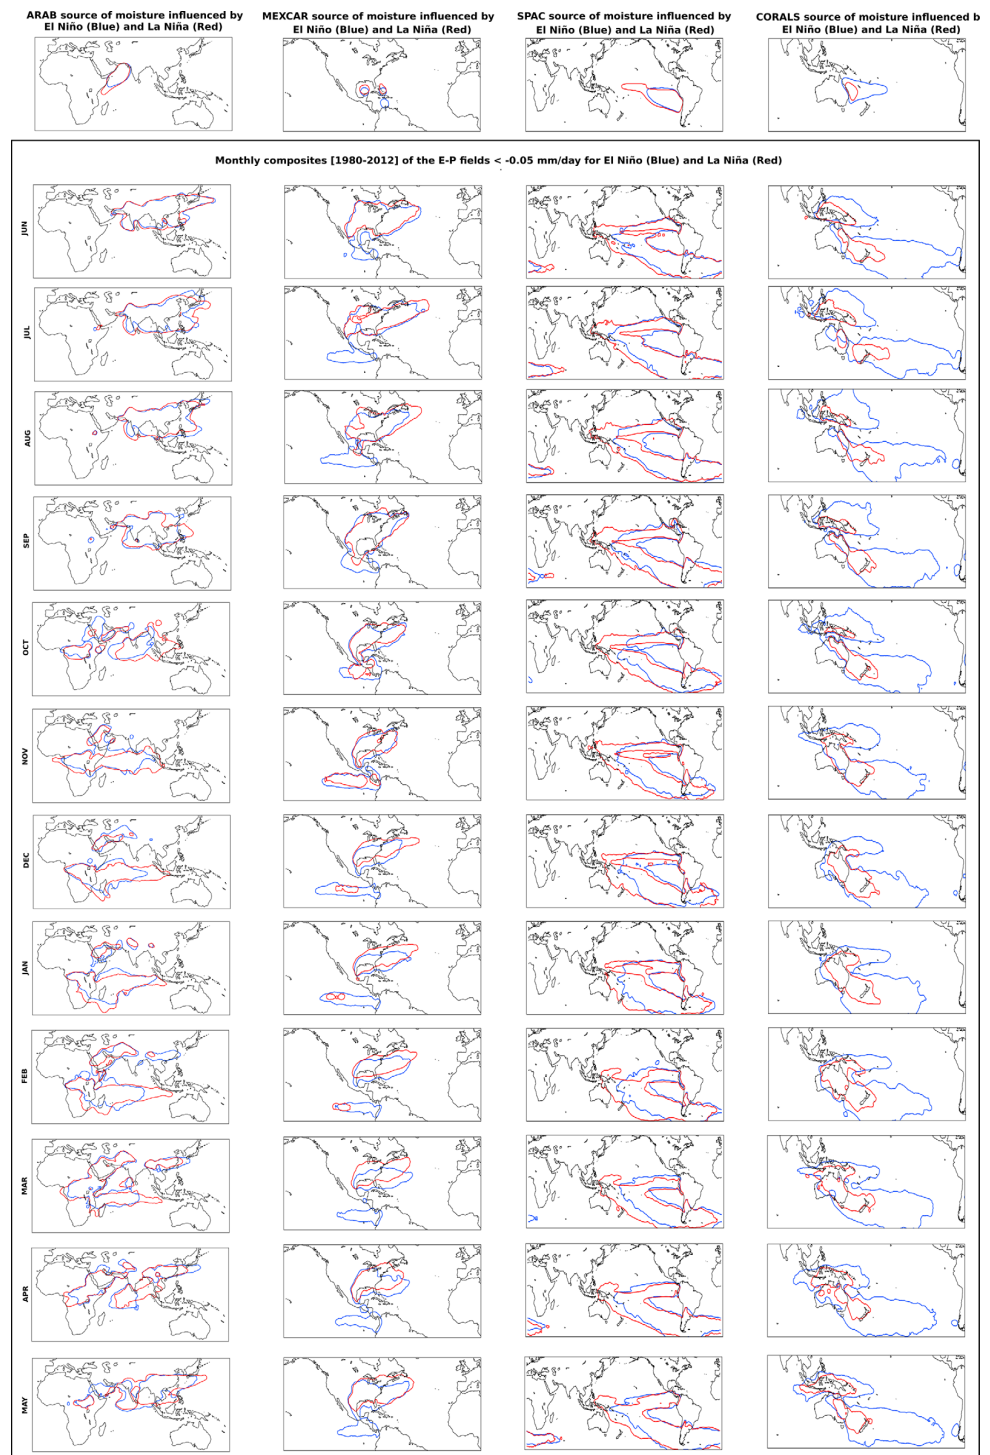 ARAB source of moisture influenced by
El Niño (Blue) and La Niña (Red)
MEXCAR source of moisture influenced by
El Niño (Blue) and La Niña (Red)
SPAC source of moisture influenced by
El Niño (Blue) and La Niña (Red)
CORALS source of moisture influenced b
El Niño (Blue) and La Niña (Red)
Monthly composites [1980-2012] of the E-P fields < -0.05 mm/day for El Niño (Blue) and La Niña (Red)
JUN
JUL
AUG
SEP
OCT
NOV
DEC
JAN
FEB
MAR
APR
MAY